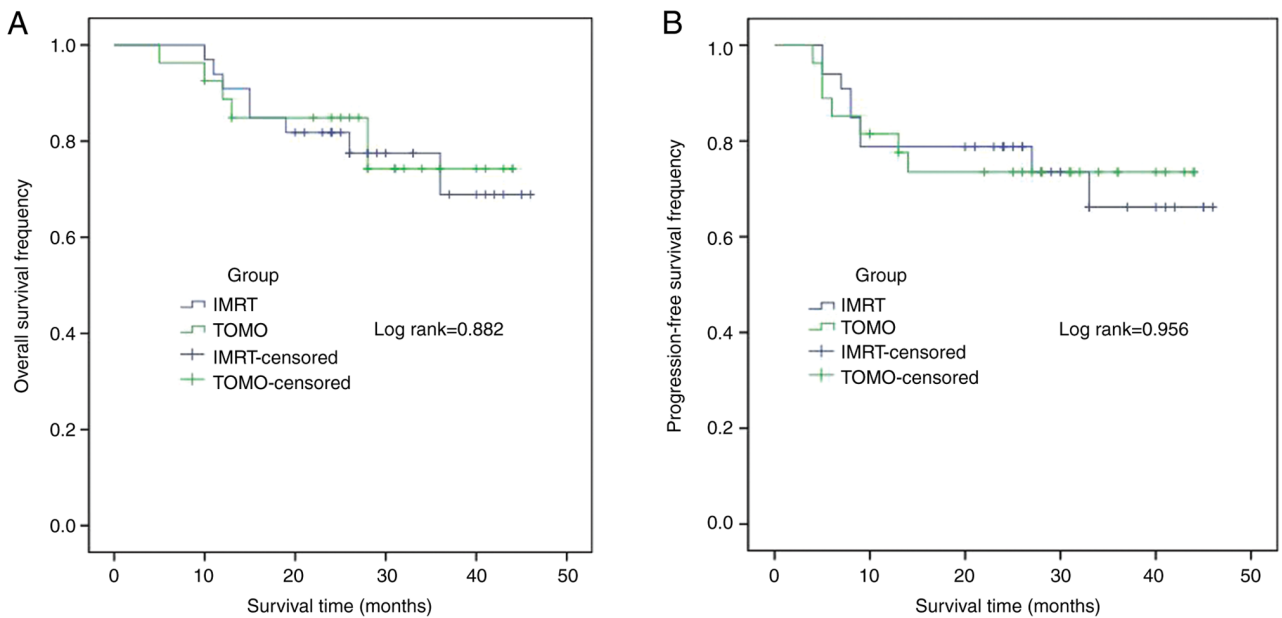 A
1.0
0.8
0.6
0.4
0.2
0.0
Overall survival frequency
Group
IMRT
TOMO
IMRT-censored
TOMO-censored
Log rank=0.882
0 10 20 30 40 50
Survival time (months)
B
1.0
0.8
0.6
0.4
0.2
0.0
Progression-free survival frequency
Group
IMRT
TOMO
IMRT-censored
TOMO-censored
Log rank=0.956
0 10 20 30 40 50
Survival time (months)